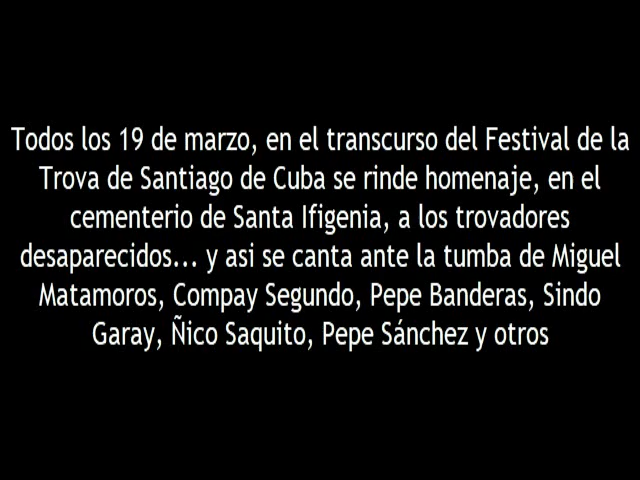 Todos los 19 de marzo, en el transcurso del Festival de la
Trova de Santiago de Cuba se rinde homenaje, en el
cementerio de Santa Ifigenia, a los trovadores
desaparecidos... y asi se canta ante la tumba de Miguel
Matamoros, Compay Segundo, Pepe Banderas, Sindo
Garay, Ñico Saquito, Pepe Sánchez y otros